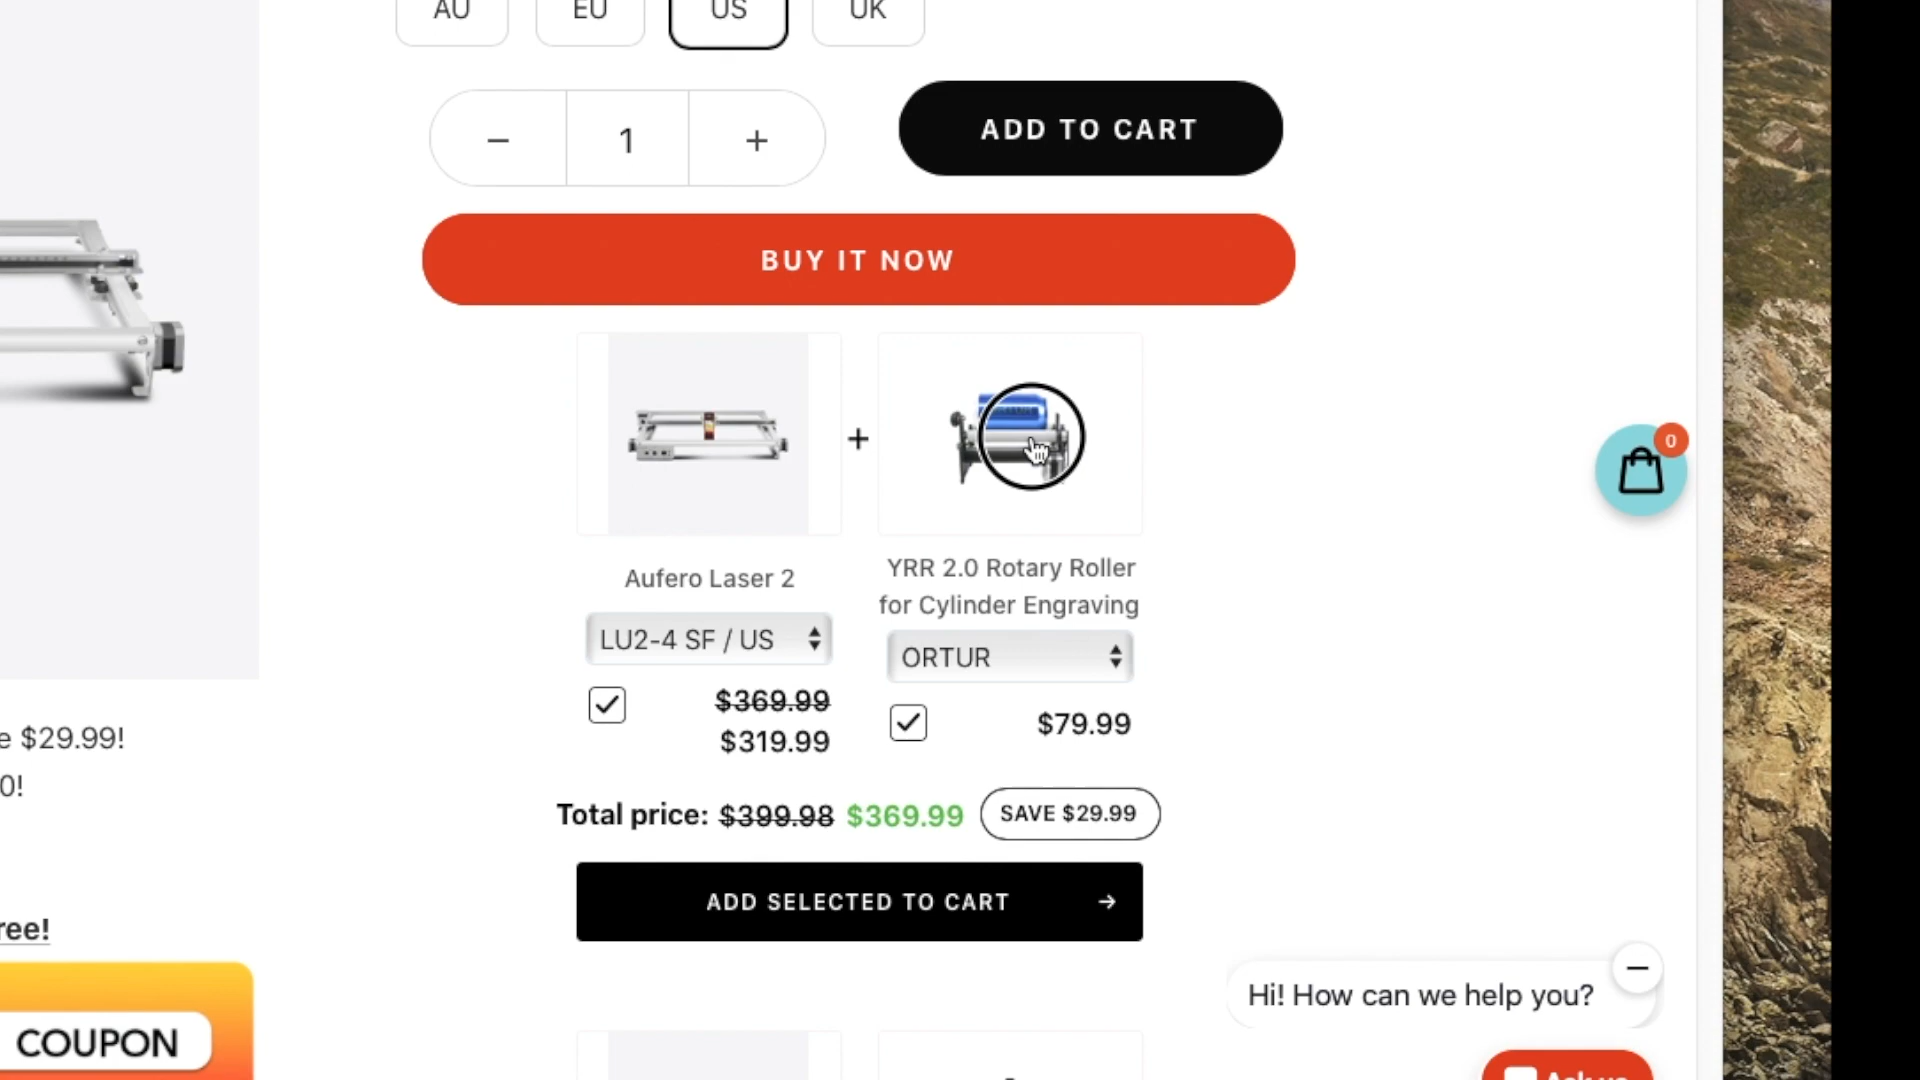 AU EU US UK
− 1 +
ADD TO CART
BUY IT NOW
+
0
Aufero Laser 2
YRR 2.0 Rotary Roller
for Cylinder Engraving
LU2-4 SF / US
ORTUR
$369.99
$319.99
$79.99
Total price: $399.98 $369.99 SAVE $29.99
ADD SELECTED TO CART →
e $29.99!
0!
ree!
COUPON
Hi! How can we help you?
Ask us